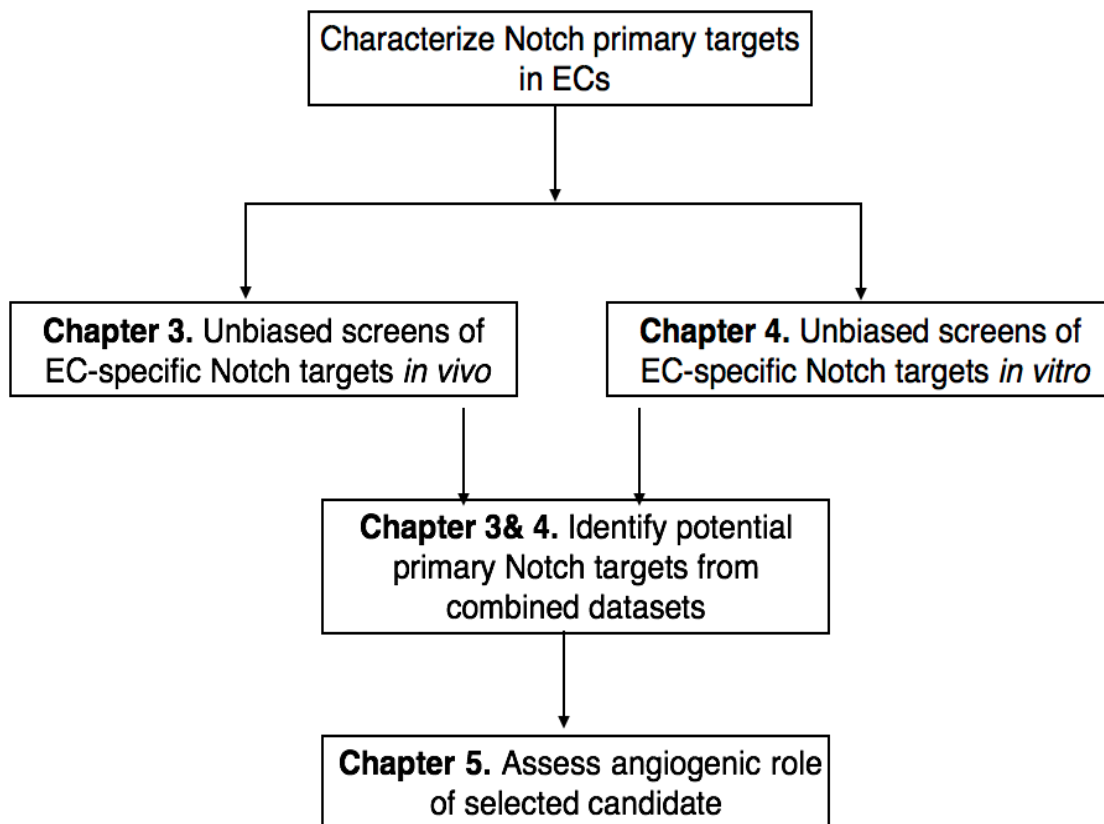 Characterize Notch primary targets
in ECs
Chapter 3. Unbiased screens of
EC-specific Notch targets in vivo
Chapter 4. Unbiased screens of
EC-specific Notch targets in vitro
Chapter 3& 4. Identify potential
primary Notch targets from
combined datasets
Chapter 5. Assess angiogenic role
of selected candidate